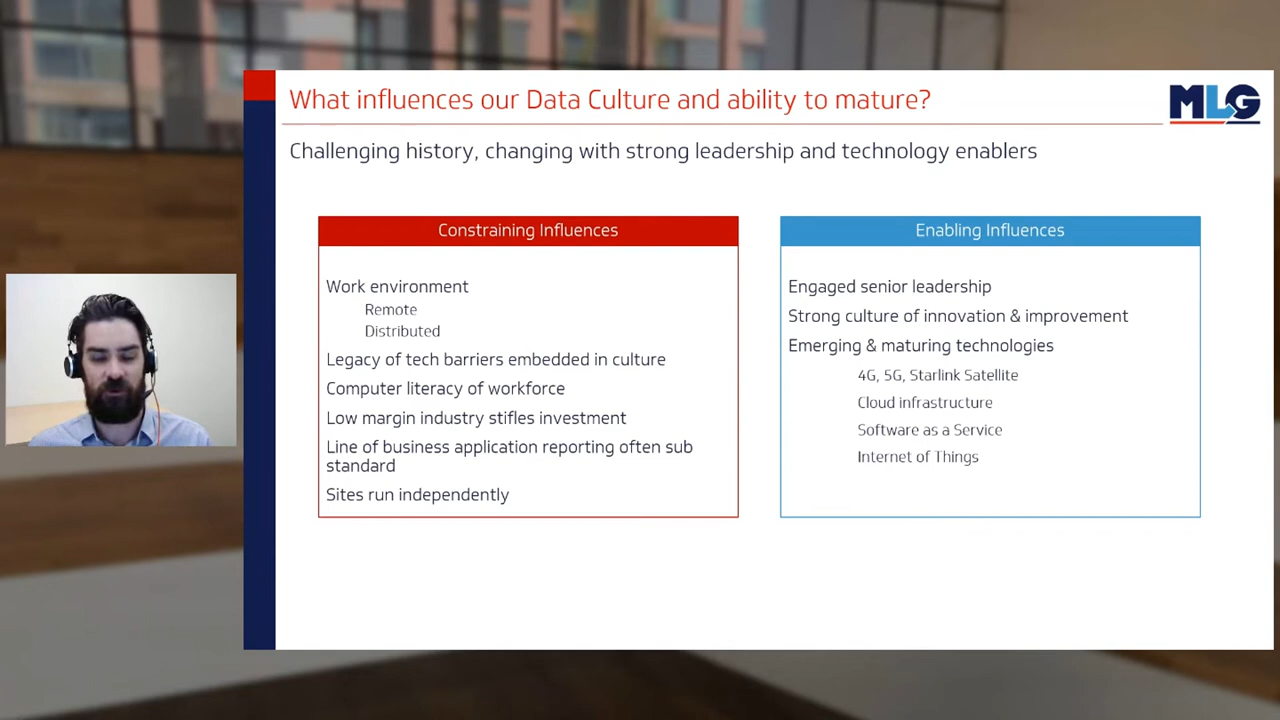 What influences our Data Culture and ability to mature?
MLG
Challenging history, changing with strong leadership and technology enablers
Constraining Influences
Work environment
Remote
Distributed
Legacy of tech barriers embedded in culture
Computer literacy of workforce
Low margin industry stifles investment
Line of business application reporting often sub
standard
Sites run independently
Enabling Influences
Engaged senior leadership
Strong culture of innovation & improvement
Emerging & maturing technologies
4G, 5G, Starlink Satellite
Cloud infrastructure
Software as a Service
Internet of Things